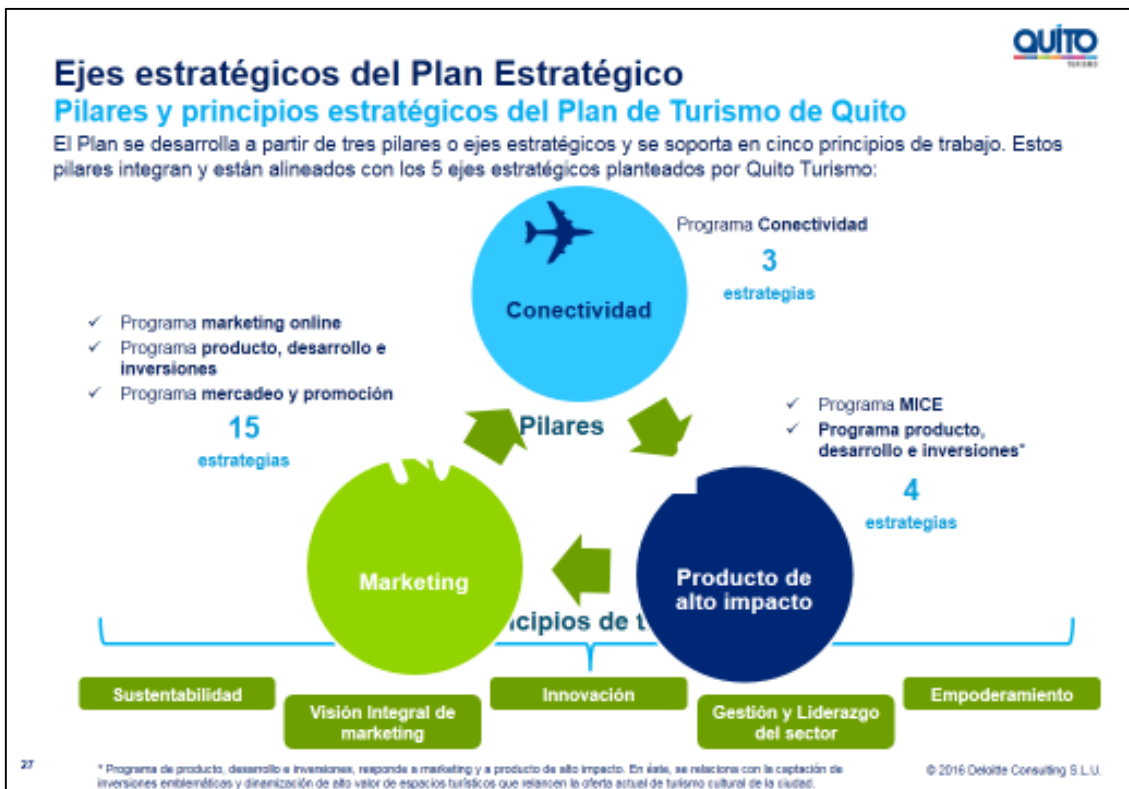 QUITO
TURISMO
Ejes estratégicos del Plan Estratégico
Pilares y principios estratégicos del Plan de Turismo de Quito
El Plan se desarrolla a partir de tres pilares o ejes estratégicos y se soporta en cinco principios de trabajo. Estos
pilares integran y están alineados con los 5 ejes estratégicos planteados por Quito Turismo:
Programa Conectividad
3
estrategias
Conectividad
✓ Programa marketing online
✓ Programa producto, desarrollo e
inversiones
✓ Programa mercadeo y promoción
15
estrategias
Pilares
✓ Programa MICE
✓ Programa producto,
desarrollo e inversiones*
4
estrategias
Marketing
Producto de
alto impacto
cipios de t
Sustentabilidad
Visión Integral de
marketing
Innovación
Gestión y Liderazgo
del sector
Empoderamiento
27
* Programa de producto, desarrollo e inversiones, responde a marketing y a producto de alto impacto. En éste, se relaciona con la captación de
inversiones emblemáticas y dinamización de alto valor de espacios turísticos que relancen la oferta actual de turismo cultural de la ciudad.
© 2016 Deloitte Consulting S.L.U.